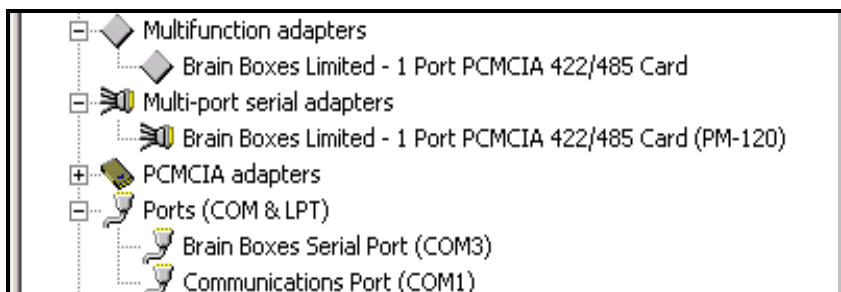 Multifunction adapters
Brain Boxes Limited - 1 Port PCMCIA 422/485 Card
Multi-port serial adapters
Brain Boxes Limited - 1 Port PCMCIA 422/485 Card (PM-120)
PCMCIA adapters
Ports (COM & LPT)
Brain Boxes Serial Port (COM3)
Communications Port (COM1)